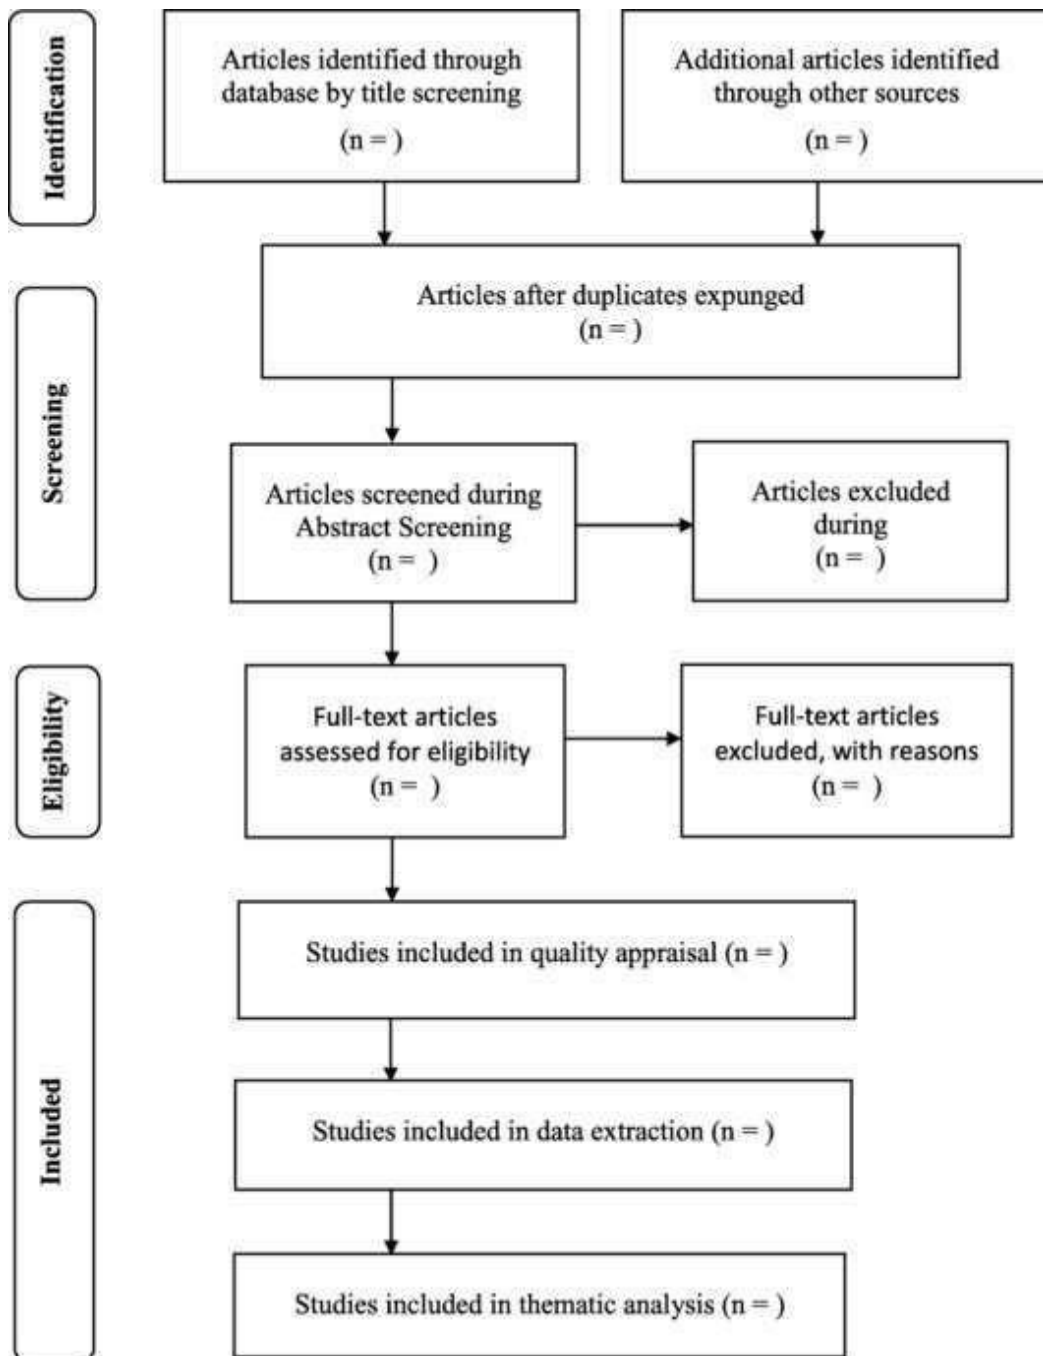 Identification
Articles identified through
database by title screening
(n = )
Additional articles identified
through other sources
(n = )
Screening
Articles after duplicates expunged
(n = )
Articles screened during
Abstract Screening
(n = )
Articles excluded
during
(n = )
Eligibility
Full-text articles
assessed for eligibility
(n = )
Full-text articles
excluded, with reasons
(n = )
Included
Studies included in quality appraisal (n = )
Studies included in data extraction (n = )
Studies included in thematic analysis (n = )